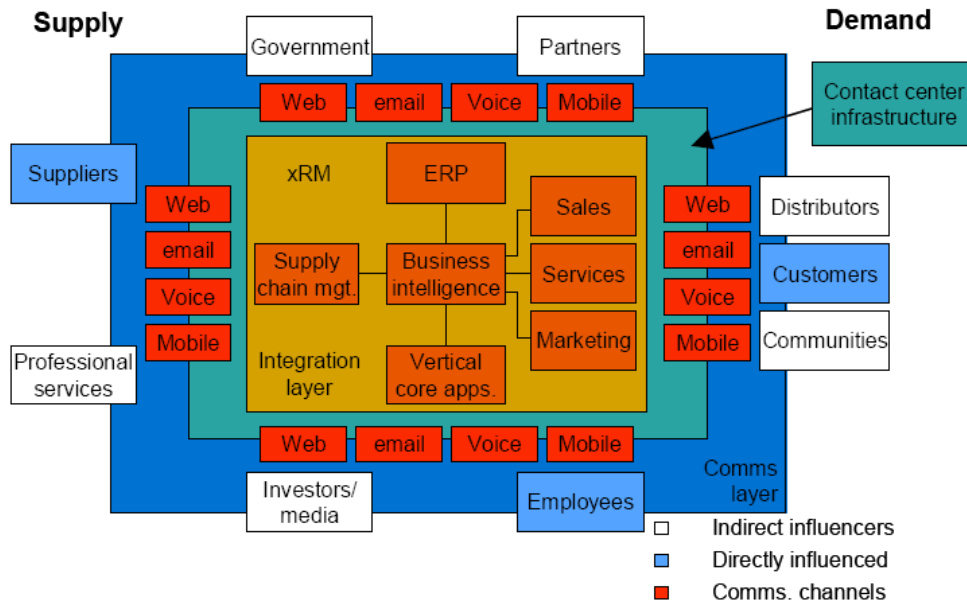 Supply
Demand
Government
Partners
Web
email
Voice
Mobile
Contact center
infrastructure
Suppliers
xRM
ERP
Sales
Web
email
Voice
Mobile
Supply
chain mgt.
Business
intelligence
Services
Marketing
Web
email
Voice
Mobile
Distributors
Customers
Communities
Professional
services
Integration
layer
Vertical
core apps.
Web
email
Voice
Mobile
Investors/
media
Employees
Comms
layer
Indirect influencers
Directly influenced
Comms. channels